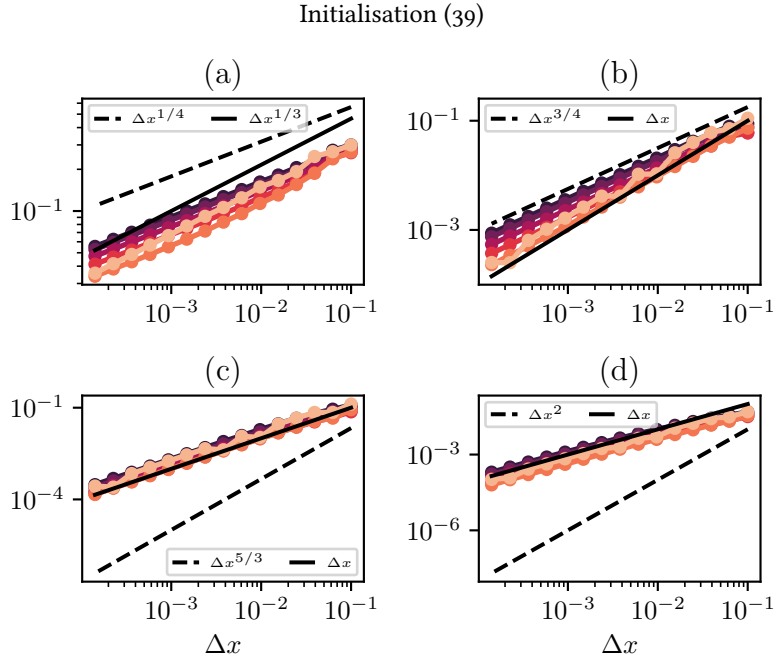 Initialisation (39)
(a)
(b)
Δx^{1/4} Δx^{1/3}
Δx^{3/4} Δx
10^{-1}
10^{-1}
10^{-3}
10^{-3} 10^{-2} 10^{-1}
10^{-3} 10^{-2} 10^{-1}
(c)
(d)
10^{-1}
10^{-4}
Δx^{5/3} Δx
Δx^{2} Δx
10^{-3}
10^{-6}
10^{-3} 10^{-2} 10^{-1}
10^{-3} 10^{-2} 10^{-1}
Δx
Δx